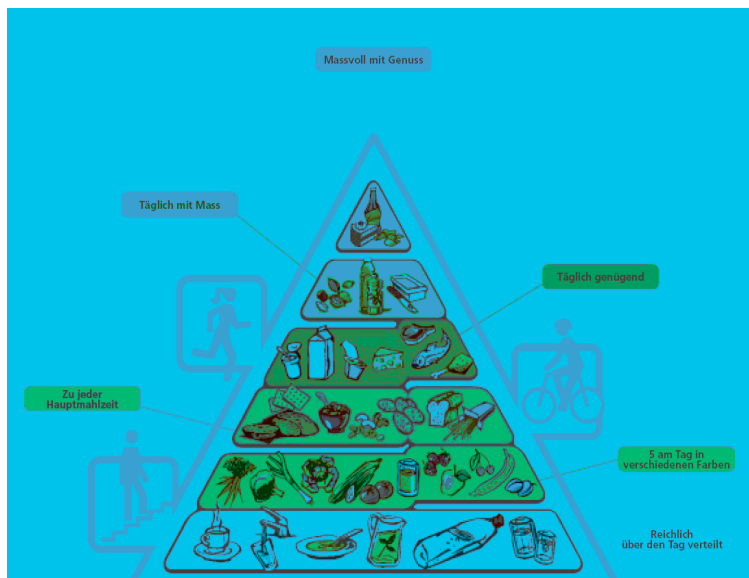 Massvoll mit Genuss
Täglich mit Mass
Täglich genügend
Zu jeder
Hauptmahlzeit
5 am Tag in
verschiedenen Farben
Reichlich
über den Tag verteilt